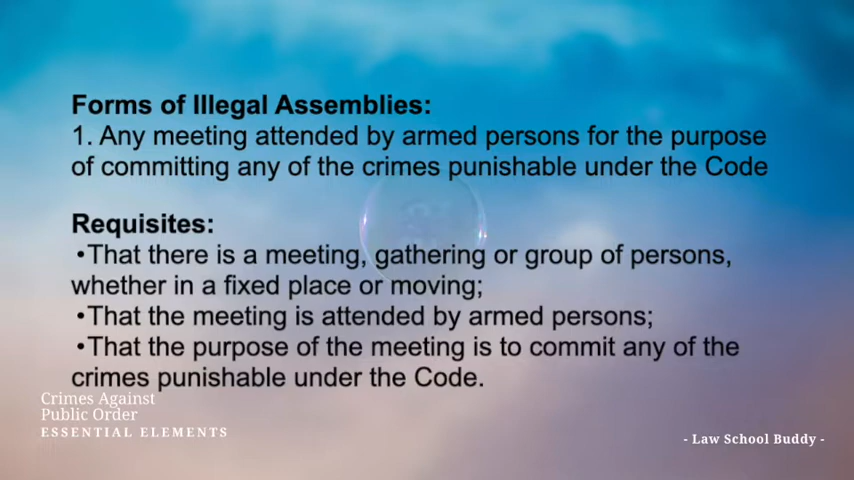 Forms of Illegal Assemblies:
1. Any meeting attended by armed persons for the purpose
of committing any of the crimes punishable under the Code
Requisites:
•That there is a meeting, gathering or group of persons,
whether in a fixed place or moving;
•That the meeting is attended by armed persons;
•That the purpose of the meeting is to commit any of the
crimes punishable under the Code.
Crimes Against
Public Order
ESSENTIAL ELEMENTS
- Law School Buddy -